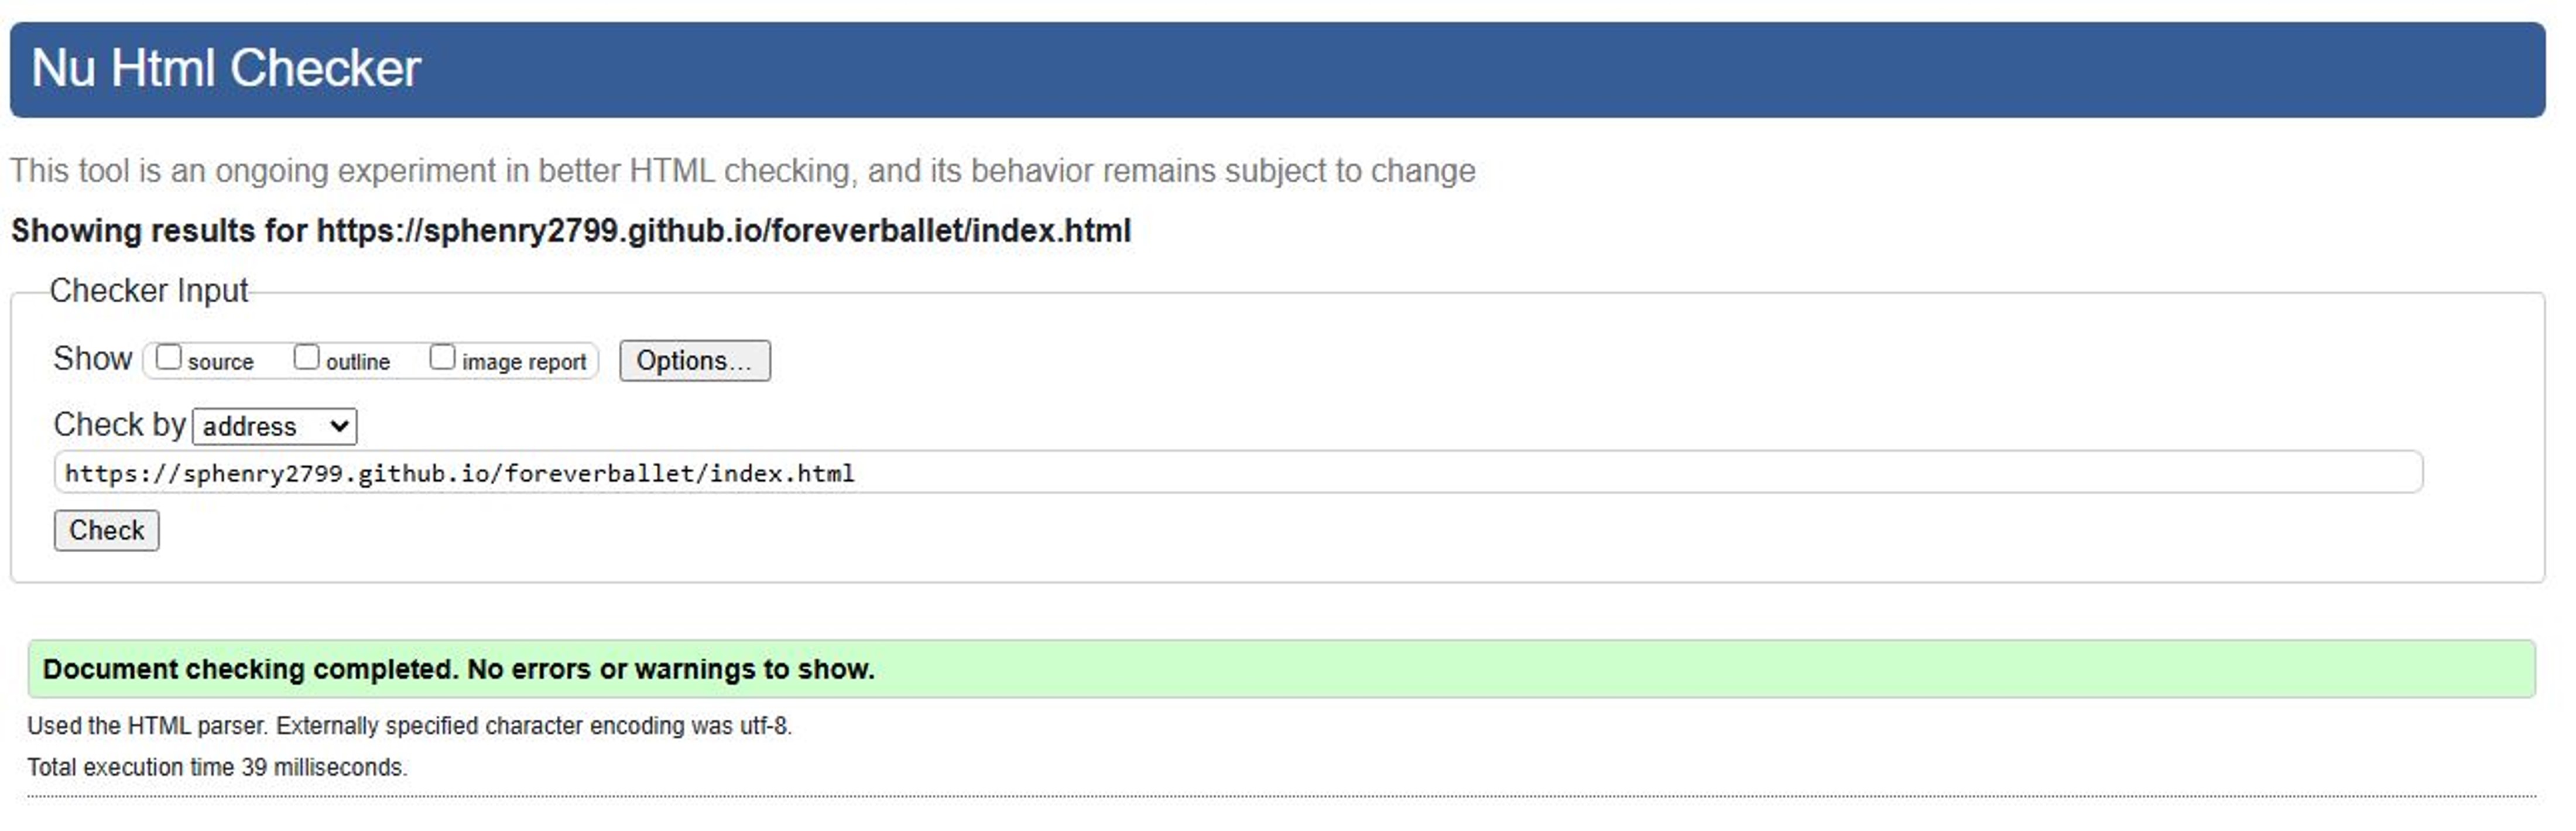 Nu Html Checker
This tool is an ongoing experiment in better HTML checking, and its behavior remains subject to change
Showing results for https://sphenry2799.github.io/foreverballet/index.html
Checker Input
Show source outline image report Options...
Check by address
https://sphenry2799.github.io/foreverballet/index.html
Check
Document checking completed. No errors or warnings to show.
Used the HTML parser. Externally specified character encoding was utf-8.
Total execution time 39 milliseconds.